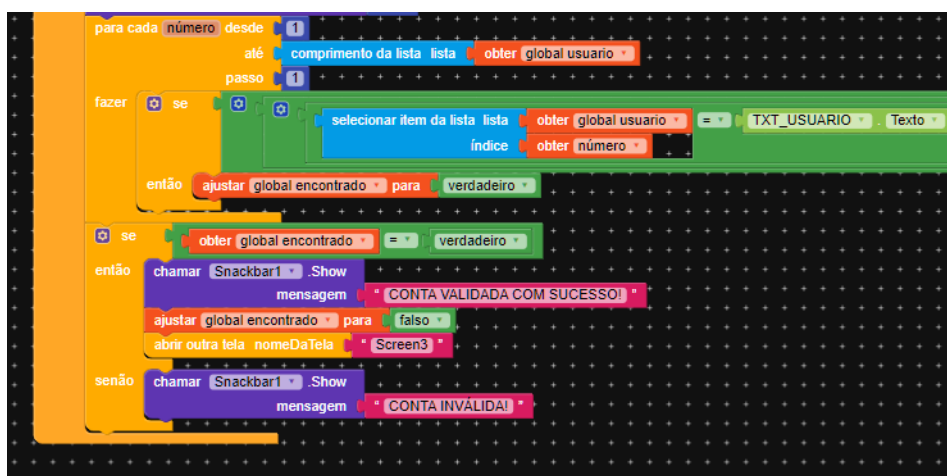 para cada número desde 1
até comprimento da lista lista obter global usuario
passo 1
fazer se
selecionar item da lista lista obter global usuario = TXT_USUARIO . Texto
índice obter número
então ajustar global encontrado para verdadeiro
se obter global encontrado = verdadeiro
então chamar Snackbar1 .Show
mensagem " CONTA VALIDADA COM SUCESSO! "
ajustar global encontrado para falso
abrir outra tela nomeDaTela " Screen3 "
senão chamar Snackbar1 .Show
mensagem " CONTA INVÁLIDA! "